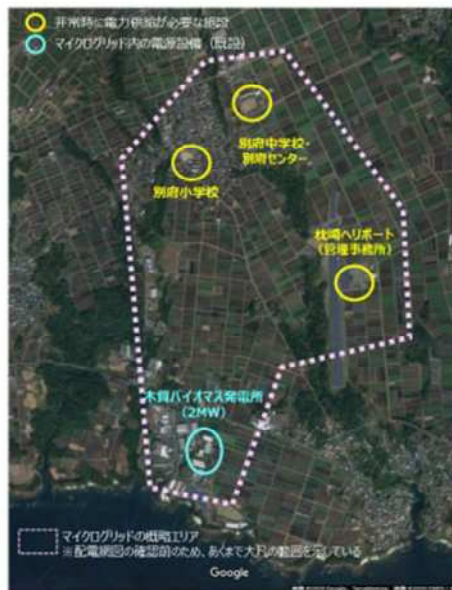 非常時に電力供給が必要な施設
マイクログリッド内の電源設備（既設）
別府中学校・
別府センター
別府小学校
枕崎ヘリポート
（管理事務所）
木質バイオマス発電所
（2MW）
マイクログリッドの概略エリア
※配電網図の確認前のため、あくまで大凡の範囲を示している
Google